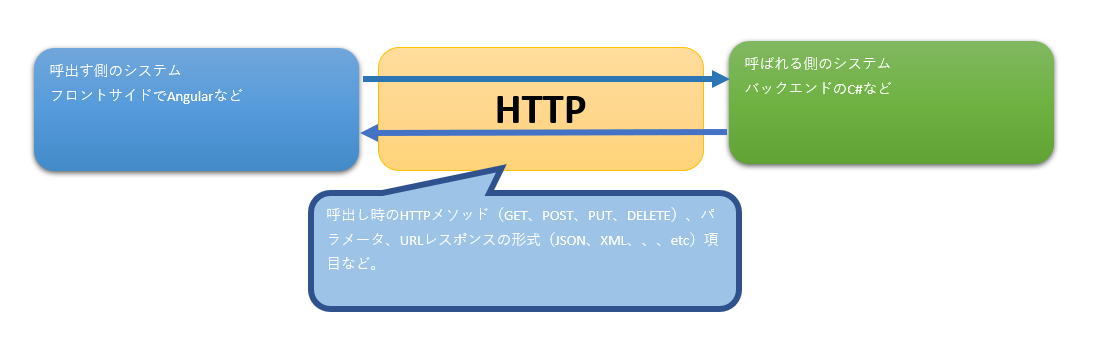 呼出す側のシステム
フロントサイドでAngularなど
HTTP
呼ばれる側のシステム
バックエンドのC#など
呼出し時のHTTPメソッド（GET、POST、PUT、DELETE）、パ
ラメータ、URLレスポンスの形式（JSON、XML、、、etc）項
目など。